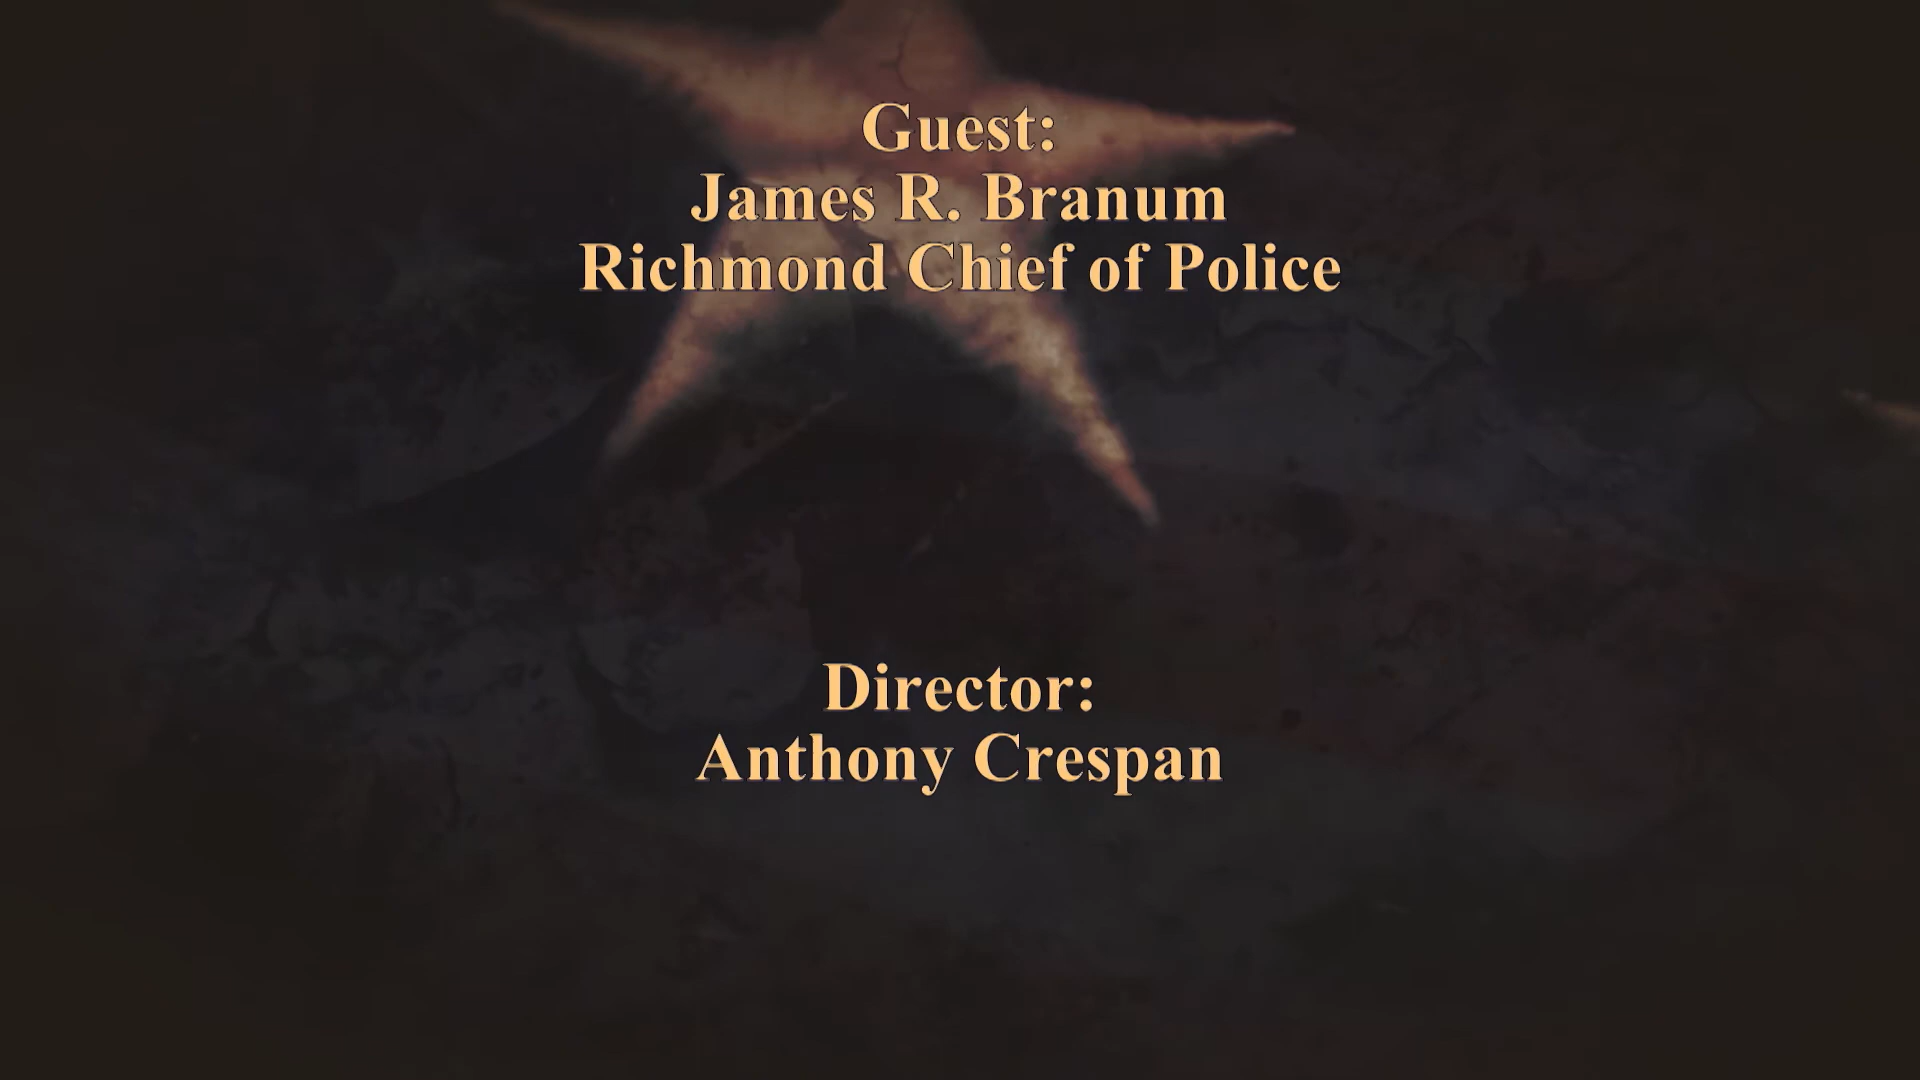 Guest:
James R. Branum
Richmond Chief of Police
Director:
Anthony Crespan